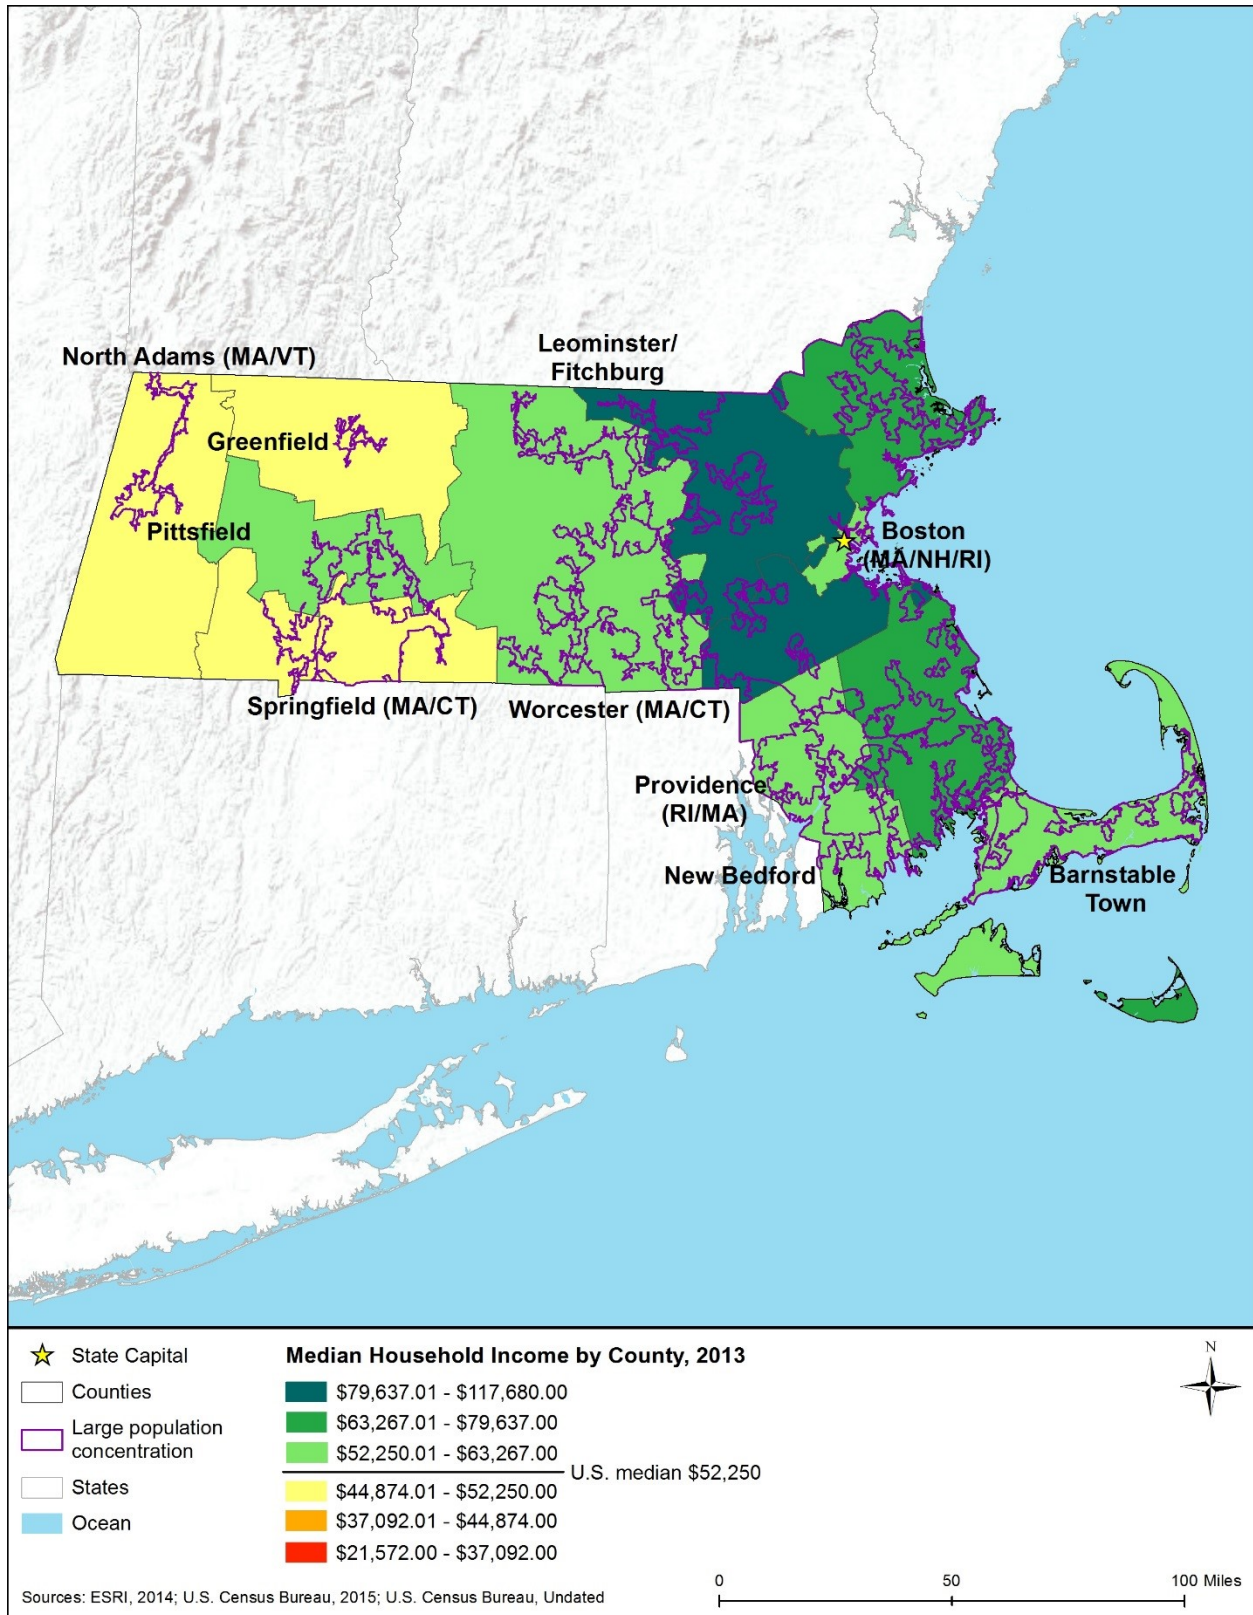 North Adams (MA/VT)
Leominster/
Fitchburg
Greenfield
Pittsfield
Boston
(MA/NH/RI)
Springfield (MA/CT)
Worcester (MA/CT)
Providence
(RI/MA)
New Bedford
Barnstable
Town
State Capital
Counties
Large population
concentration
States
Ocean
Median Household Income by County, 2013
$79,637.01 - $117,680.00
$63,267.01 - $79,637.00
$52,250.01 - $63,267.00
U.S. median $52,250
$44,874.01 - $52,250.00
$37,092.01 - $44,874.00
$21,572.00 - $37,092.00
N
Sources: ESRI, 2014; U.S. Census Bureau, 2015; U.S. Census Bureau, Undated
0 50 100 Miles